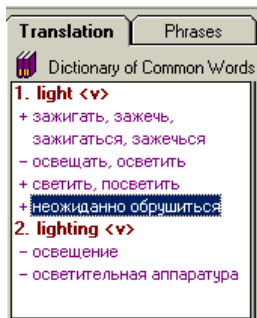 Translation Phrases
Dictionary of Common Words
1. light <v>
+ зажигать, зажечь,
зажигаться, зажечься
– освещать, осветить
+ светить, посветить
+ неожиданно обрушиться
2. lighting <v>
– освещение
– осветительная аппаратура